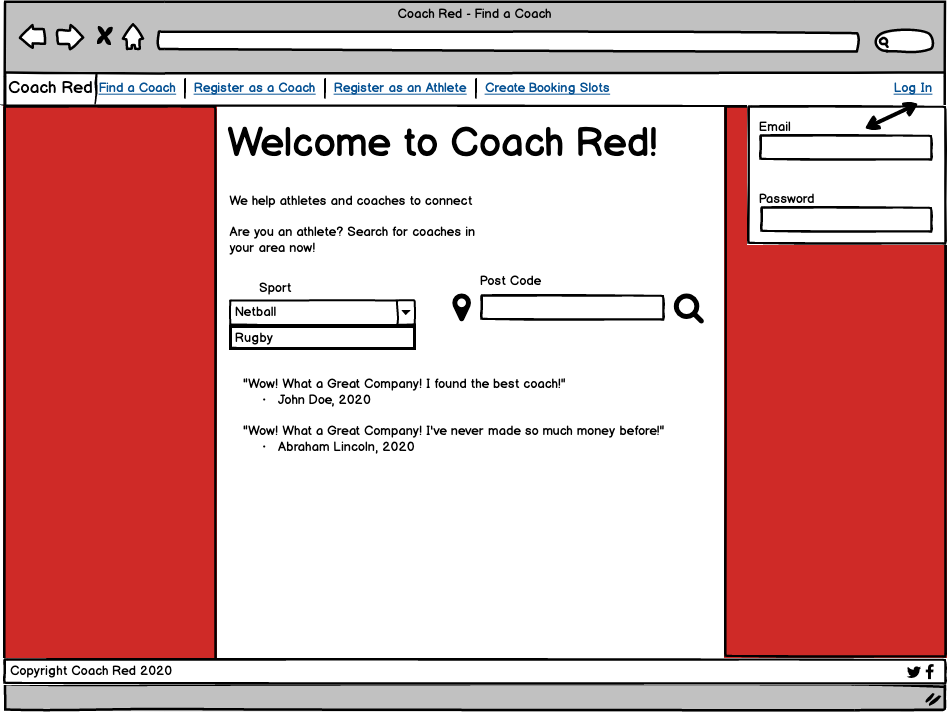 Coach Red - Find a Coach
Coach Red Find a Coach Register as a Coach Register as an Athlete Create Booking Slots Log In
Welcome to Coach Red!
Email
Password
We help athletes and coaches to connect
Are you an athlete? Search for coaches in
your area now!
Sport
Post Code
Netball
Rugby
"Wow! What a Great Company! I found the best coach!"
· John Doe, 2020
"Wow! What a Great Company! I've never made so much money before!"
· Abraham Lincoln, 2020
Copyright Coach Red 2020